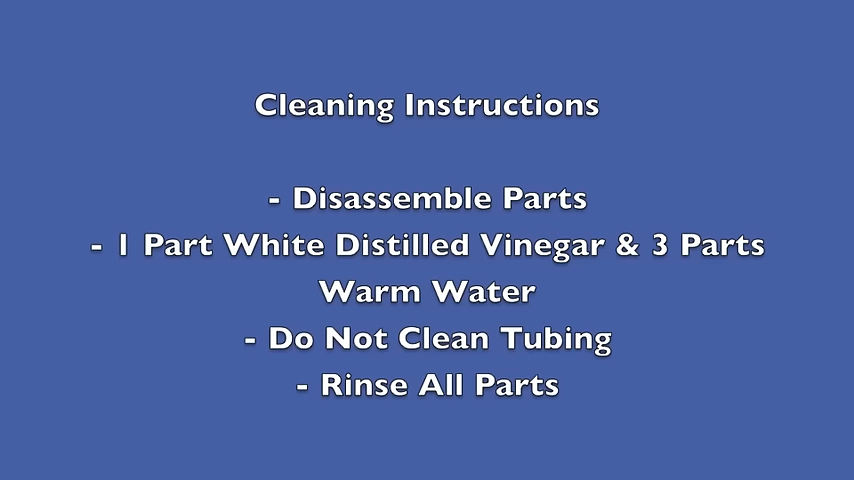 Cleaning Instructions
- Disassemble Parts
- 1 Part White Distilled Vinegar & 3 Parts
Warm Water
- Do Not Clean Tubing
- Rinse All Parts